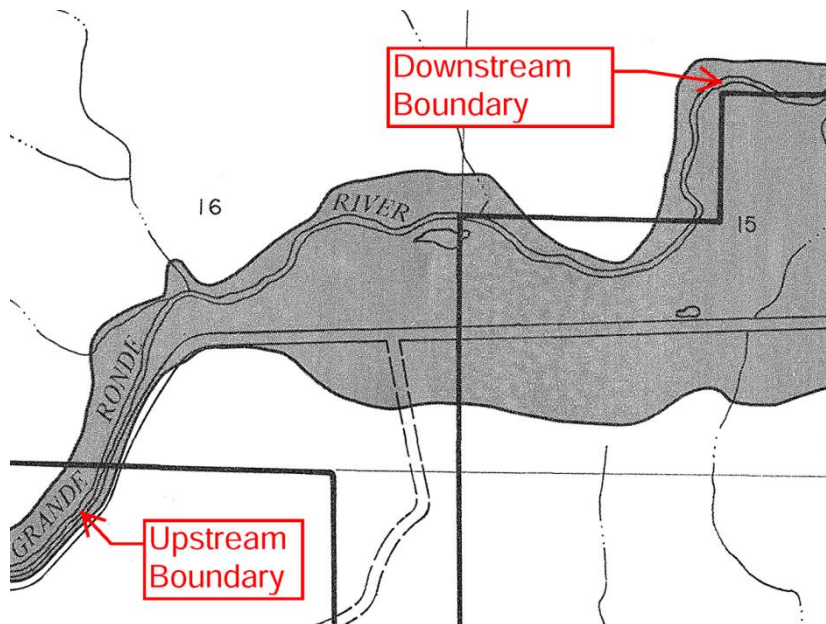 Downstream
Boundary
16
RIVER
15
RONDE
GRANDE
Upstream
Boundary